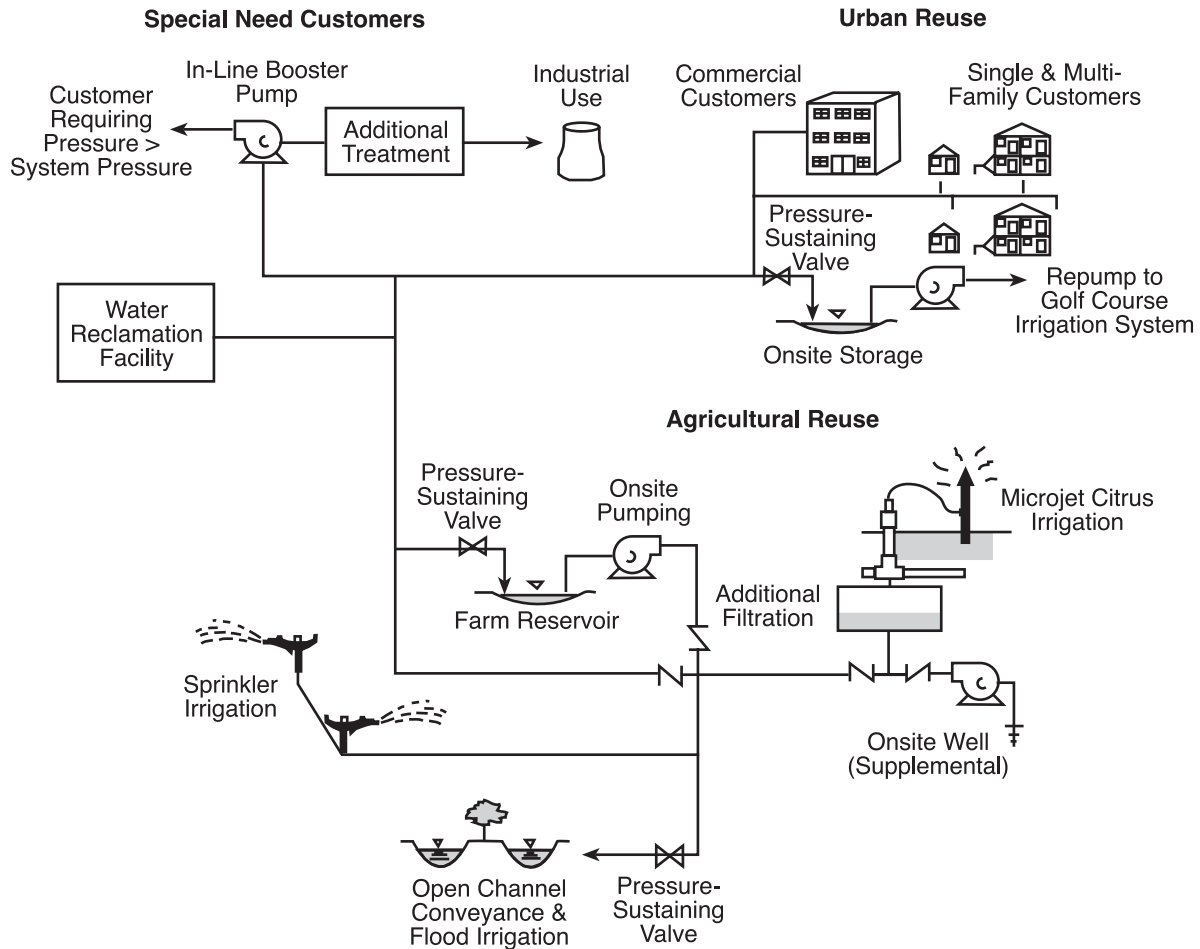 Special Need Customers
Urban Reuse
In-Line Booster
Pump
Customer
Requiring
Pressure >
System Pressure
Additional
Treatment
Industrial
Use
Commercial
Customers
Single & Multi-
Family Customers
Pressure-
Sustaining
Valve
Repump to
Golf Course
Irrigation System
Onsite Storage
Water
Reclamation
Facility
Agricultural Reuse
Pressure-
Sustaining
Valve
Onsite
Pumping
Farm Reservoir
Microjet Citrus
Irrigation
Additional
Filtration
Sprinkler
Irrigation
Onsite Well
(Supplemental)
Open Channel
Conveyance &
Flood Irrigation
Pressure-
Sustaining
Valve